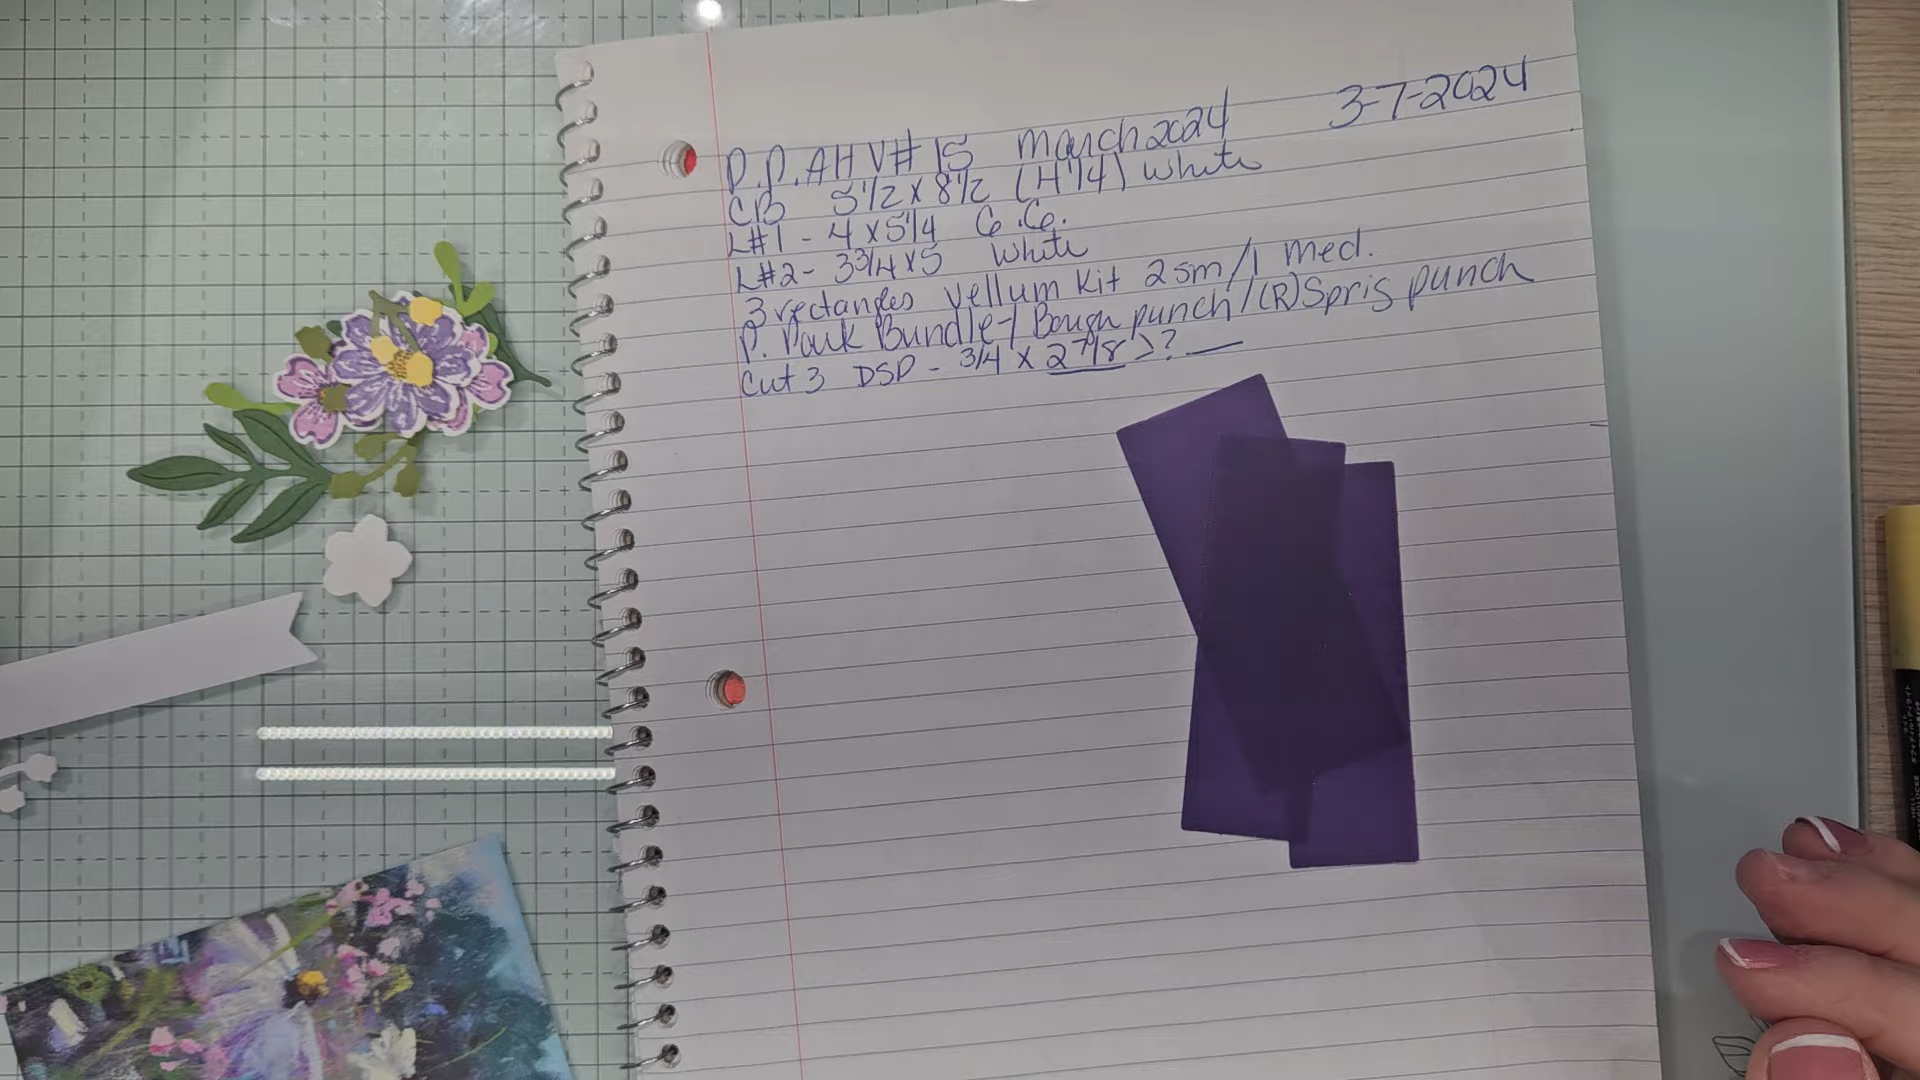 P.P. AH V# 15 March 2024 3-7-2024
CB 5 1/2 x 8 1/2 (4 1/4) White
L#1 - 4 x 5 1/4 G.G.
L#2 - 3 3/4 x 5 White
3 rectangles Vellum Kit 2 sm/1 med.
P. Park Bundle-1 Bough punch/(R) Sprig punch
Cut 3 DSP - 3/4 x 2 7/8 >? —